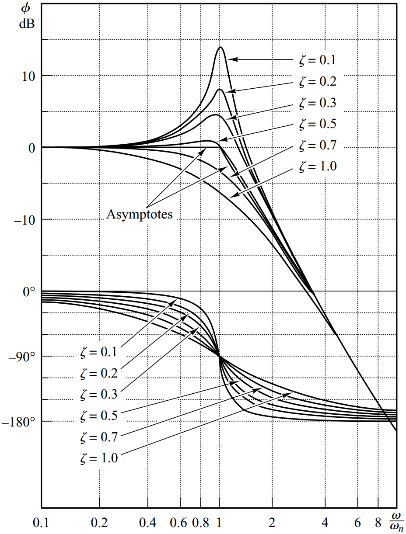 ϕ
dB
10
0
−10
0°
−90°
−180°
ζ = 0.1
ζ = 0.2
ζ = 0.3
ζ = 0.5
ζ = 0.7
ζ = 1.0
Asymptotes
ζ = 0.1
ζ = 0.2
ζ = 0.3
ζ = 0.5
ζ = 0.7
ζ = 1.0
0.1 0.2 0.4 0.6 0.8 1 2 4 6 8 ω/ωn